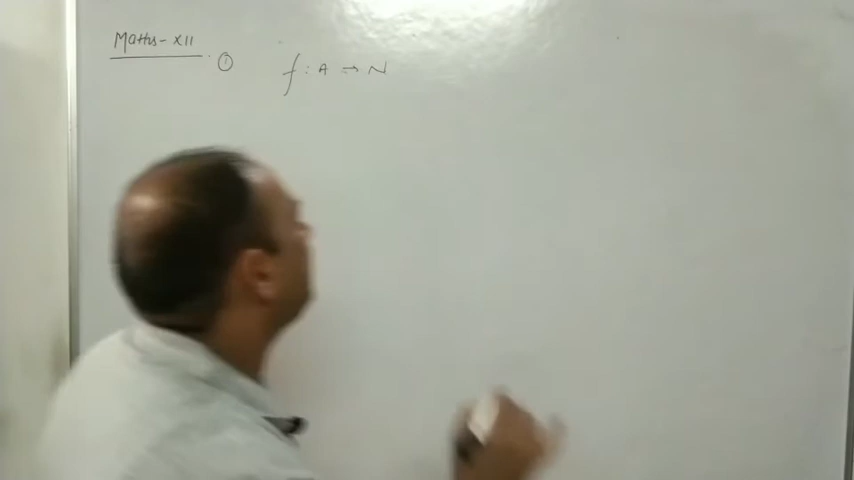 Maths-XII
① f : A → N